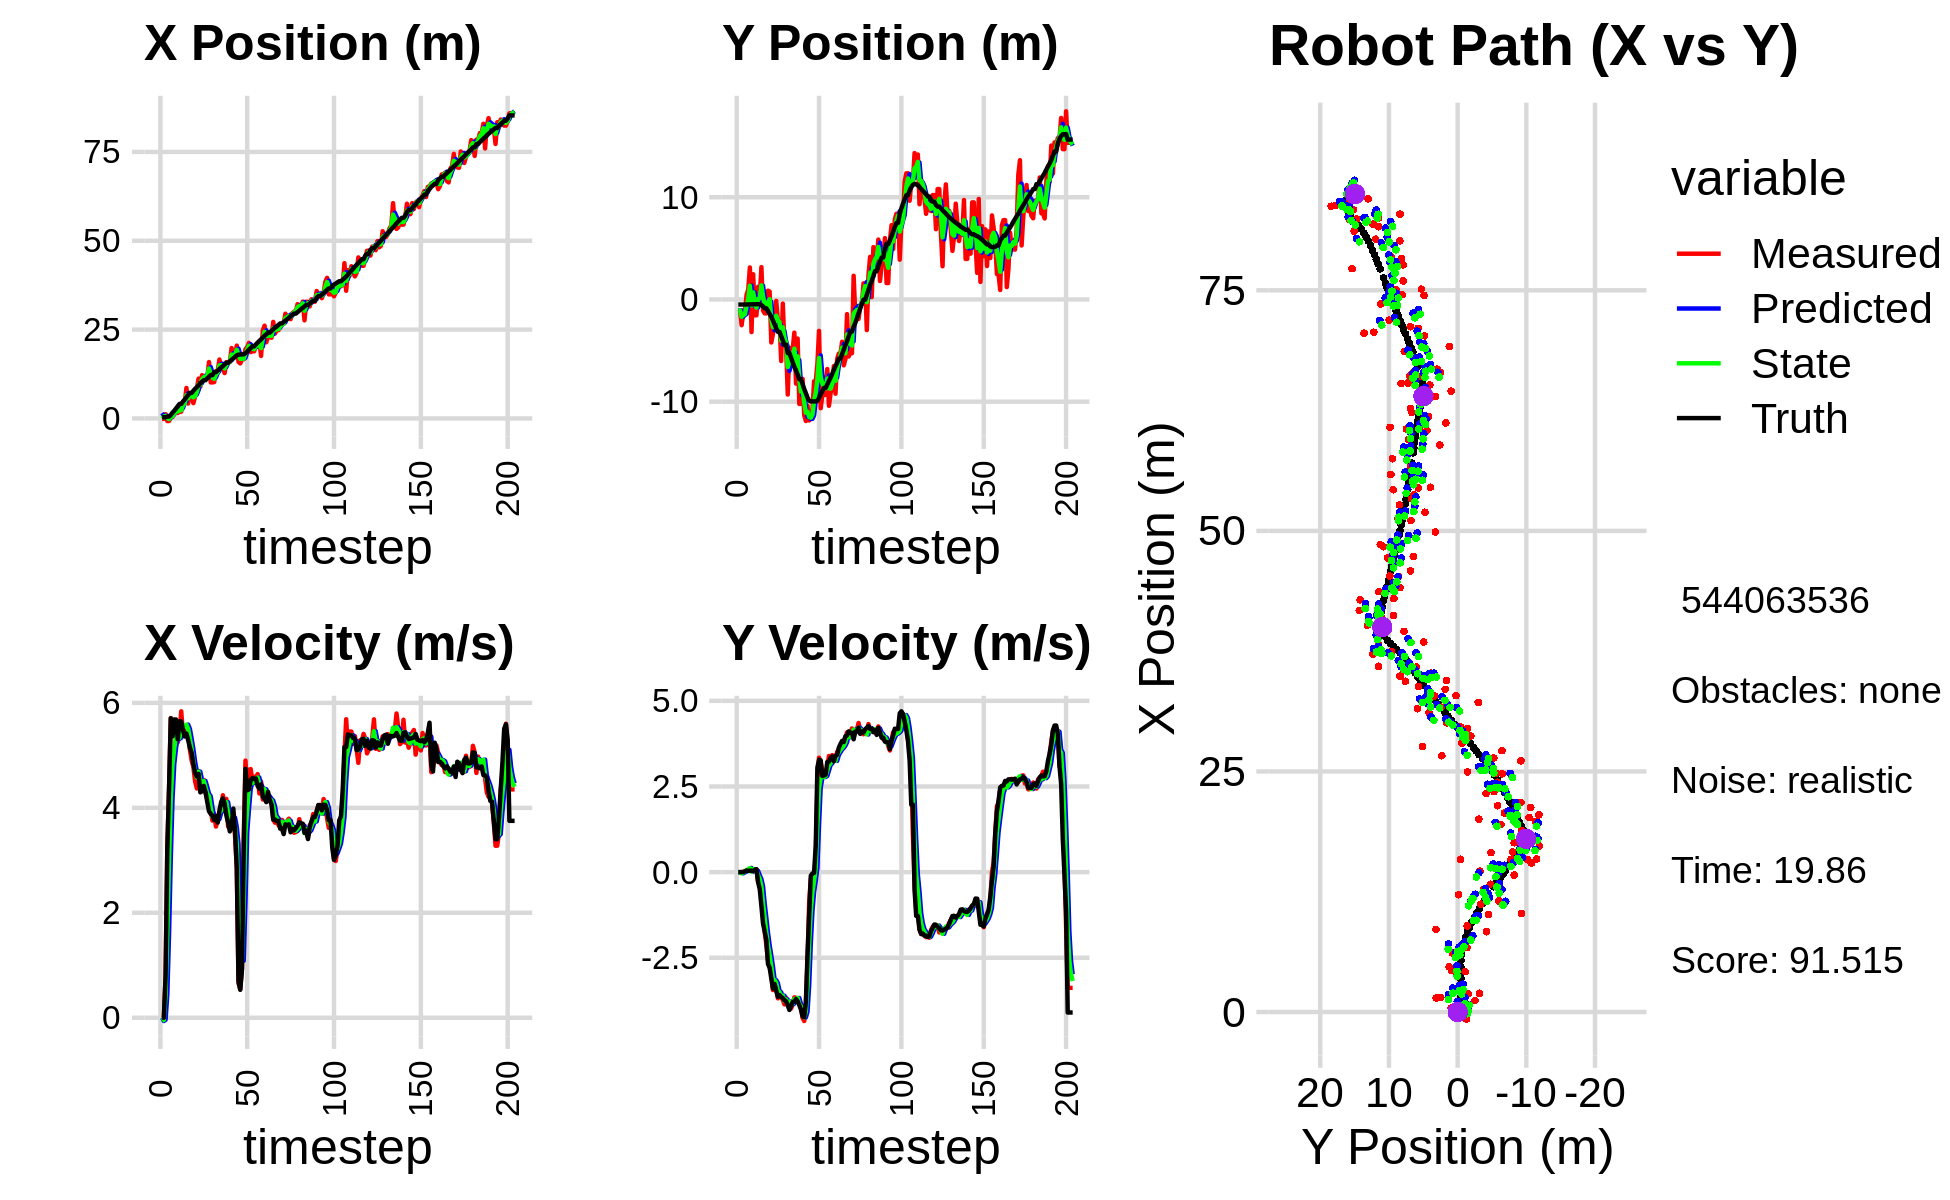 X Position (m)
75
50
25
0
0
50
100
150
200
timestep
Y Position (m)
10
0
-10
0
50
100
150
200
timestep
X Velocity (m/s)
6
4
2
0
0
50
100
150
200
timestep
Y Velocity (m/s)
5.0
2.5
0.0
-2.5
0
50
100
150
200
timestep
Robot Path (X vs Y)
X Position (m)
75
50
25
0
20 10 0 -10 -20
Y Position (m)
variable
Measured
Predicted
State
Truth
544063536
Obstacles: none
Noise: realistic
Time: 19.86
Score: 91.515